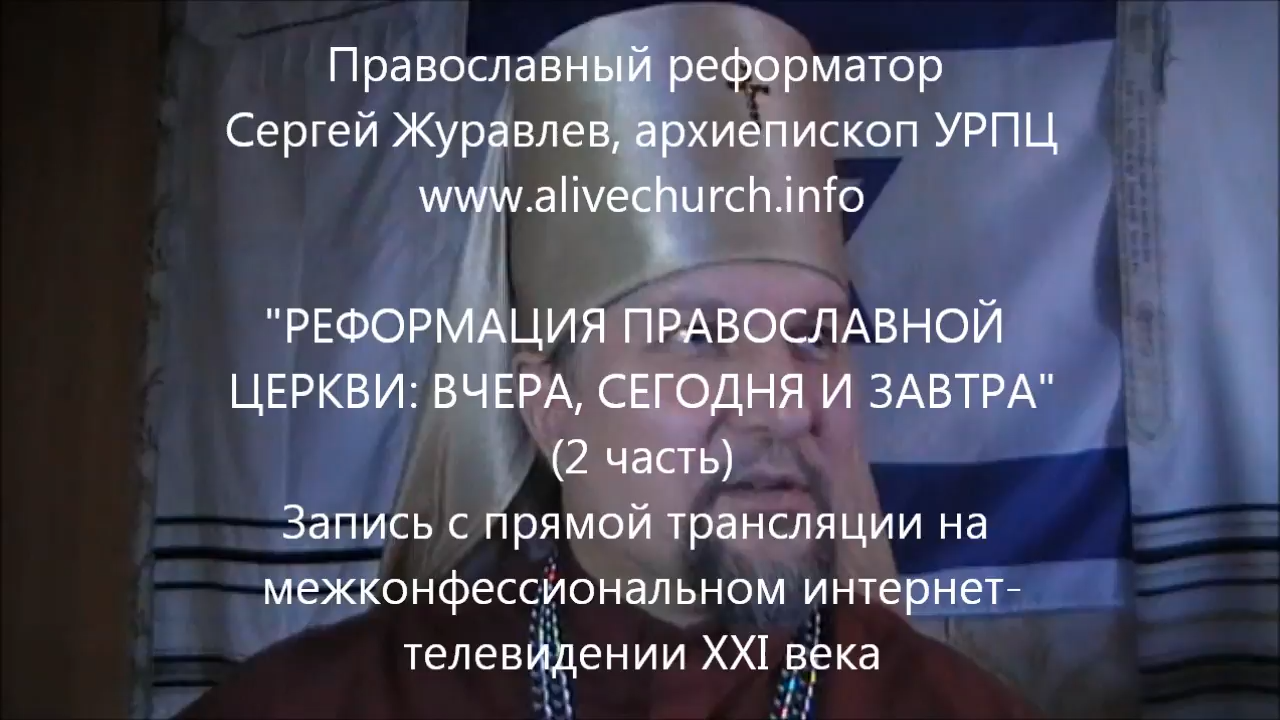 Православный реформатор
Сергей Журавлев, архиепископ УРПЦ
www.alivechurch.info
"РЕФОРМАЦИЯ ПРАВОСЛАВНОЙ
ЦЕРКВИ: ВЧЕРА, СЕГОДНЯ И ЗАВТРА"
(2 часть)
Запись с прямой трансляции на
межконфессиональном интернет-
телевидении XXI века